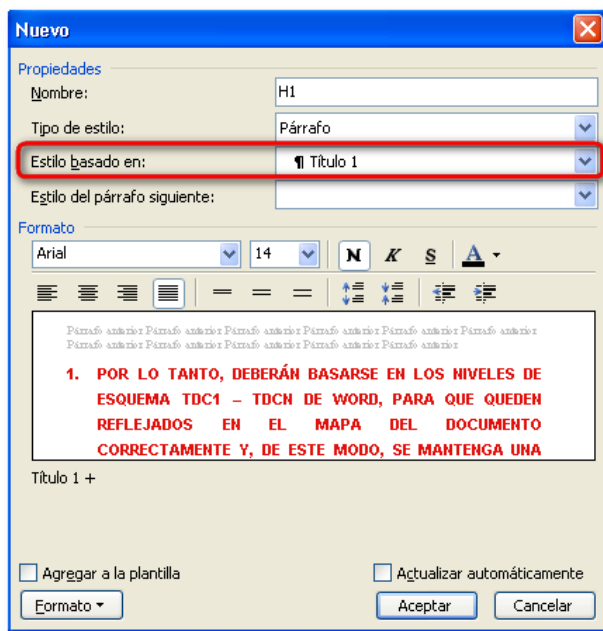 Nuevo
Propiedades
Nombre: H1
Tipo de estilo: Párrafo
Estilo basado en: ¶ Título 1
Estilo del párrafo siguiente:
Formato
Arial 14 N K S A
Párrafo anterior Párrafo anterior Párrafo anterior Párrafo anterior Párrafo anterior Párrafo anterior
Párrafo anterior Párrafo anterior Párrafo anterior Párrafo anterior Párrafo anterior
1. POR LO TANTO, DEBERÁN BASARSE EN LOS NIVELES DE
ESQUEMA TDC1 – TDCN DE WORD, PARA QUE QUEDEN
REFLEJADOS EN EL MAPA DEL DOCUMENTO
CORRECTAMENTE Y, DE ESTE MODO, SE MANTENGA UNA
Título 1 +
Agregar a la plantilla Actualizar automáticamente
Formato Aceptar Cancelar